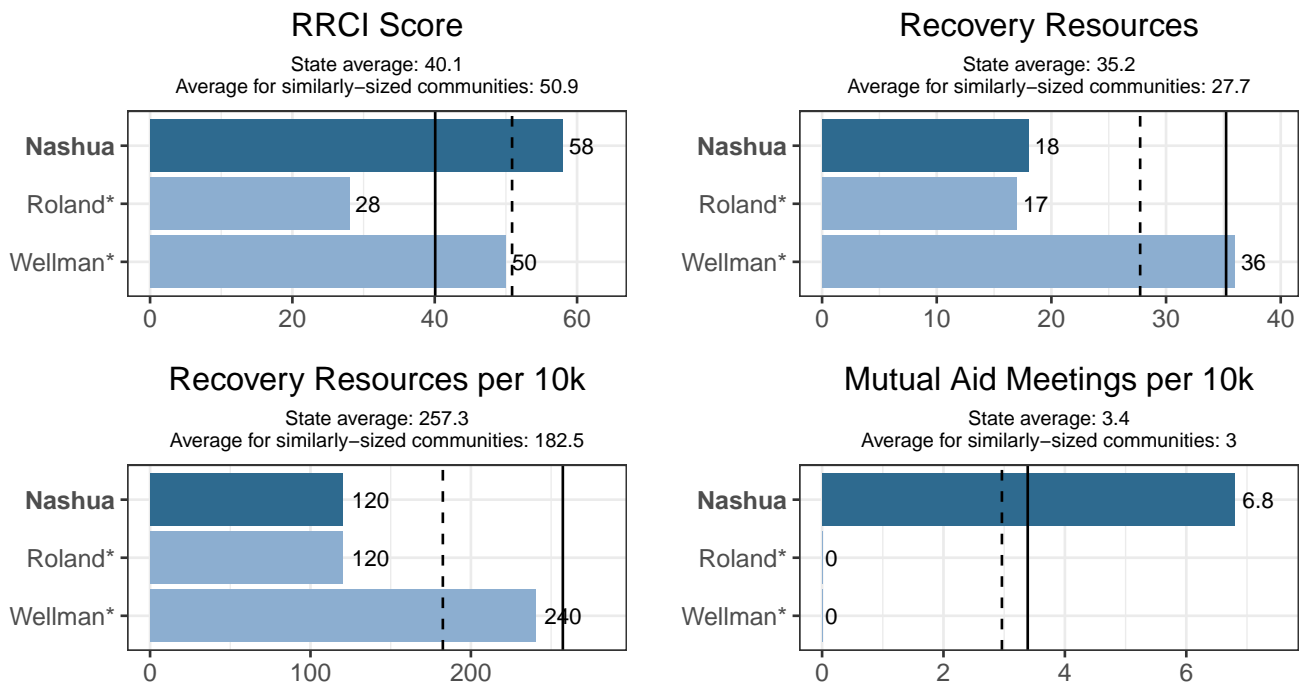 RRCI Score
State average: 40.1
Average for similarly−sized communities: 50.9
Nashua
58
Roland*
28
Wellman*
50
0 20 40 60
Recovery Resources
State average: 35.2
Average for similarly−sized communities: 27.7
Nashua
18
Roland*
17
Wellman*
36
0 10 20 30 40
Recovery Resources per 10k
State average: 257.3
Average for similarly−sized communities: 182.5
Nashua
120
Roland*
120
Wellman*
240
0 100 200
Mutual Aid Meetings per 10k
State average: 3.4
Average for similarly−sized communities: 3
Nashua
6.8
Roland*
0
Wellman*
0
0 2 4 6